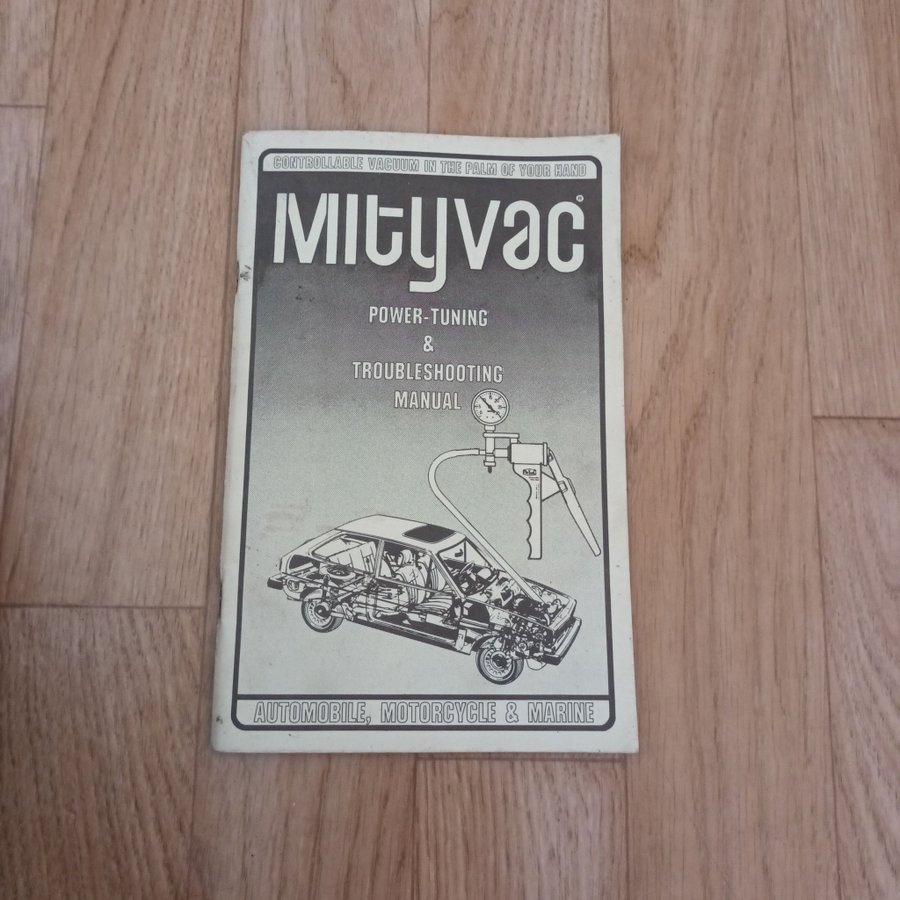 CONTROLLABLE VACUUM IN THE PALM OF YOUR HAND
Mityvac®
POWER-TUNING
&
TROUBLESHOOTING
MANUAL
AUTOMOBILE, MOTORCYCLE & MARINE